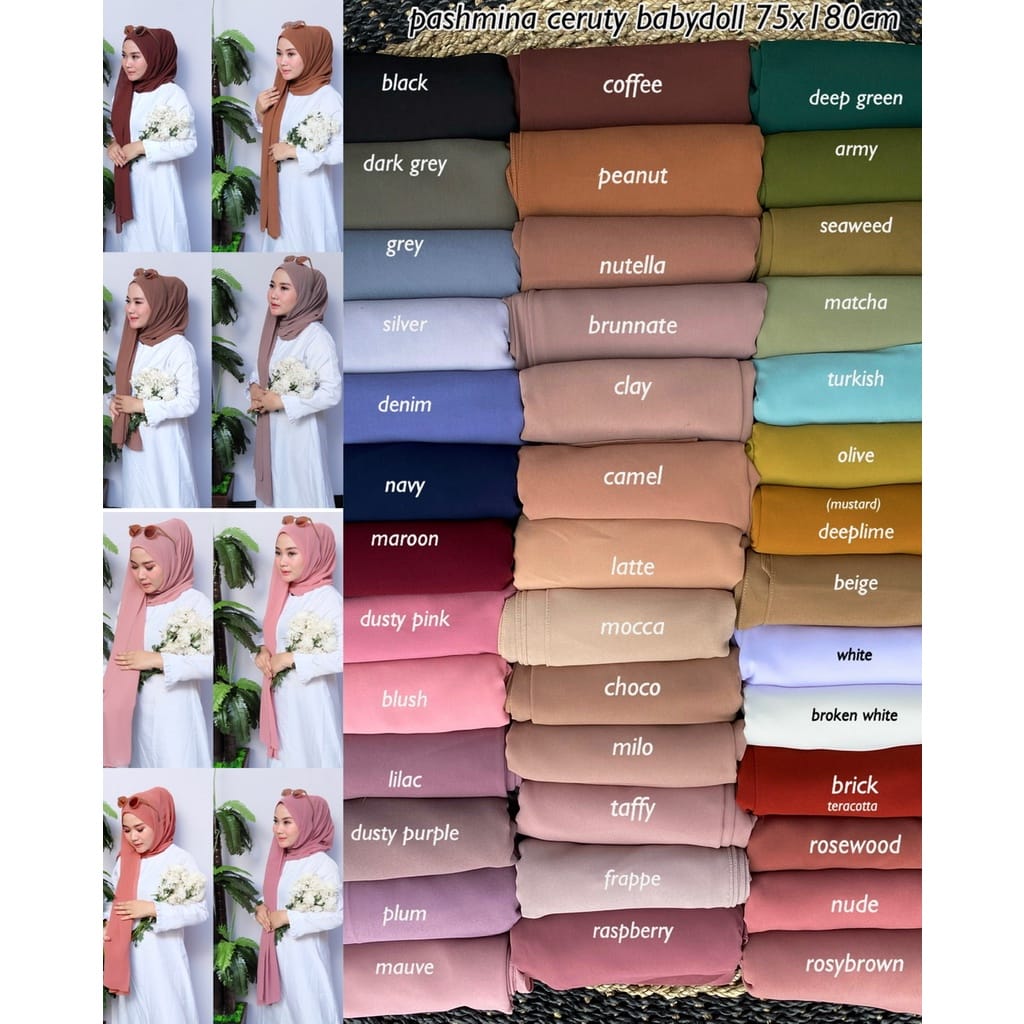 pashmina ceruty babydoll 75x180cm
black
dark grey
grey
silver
denim
navy
maroon
dusty pink
blush
lilac
dusty purple
plum
mauve
coffee
peanut
nutella
brunnate
clay
camel
latte
mocca
choco
milo
taffy
frappe
raspberry
deep green
army
seaweed
matcha
turkish
olive
(mustard)
deeplime
beige
white
broken white
brick
teracotta
rosewood
nude
rosybrown